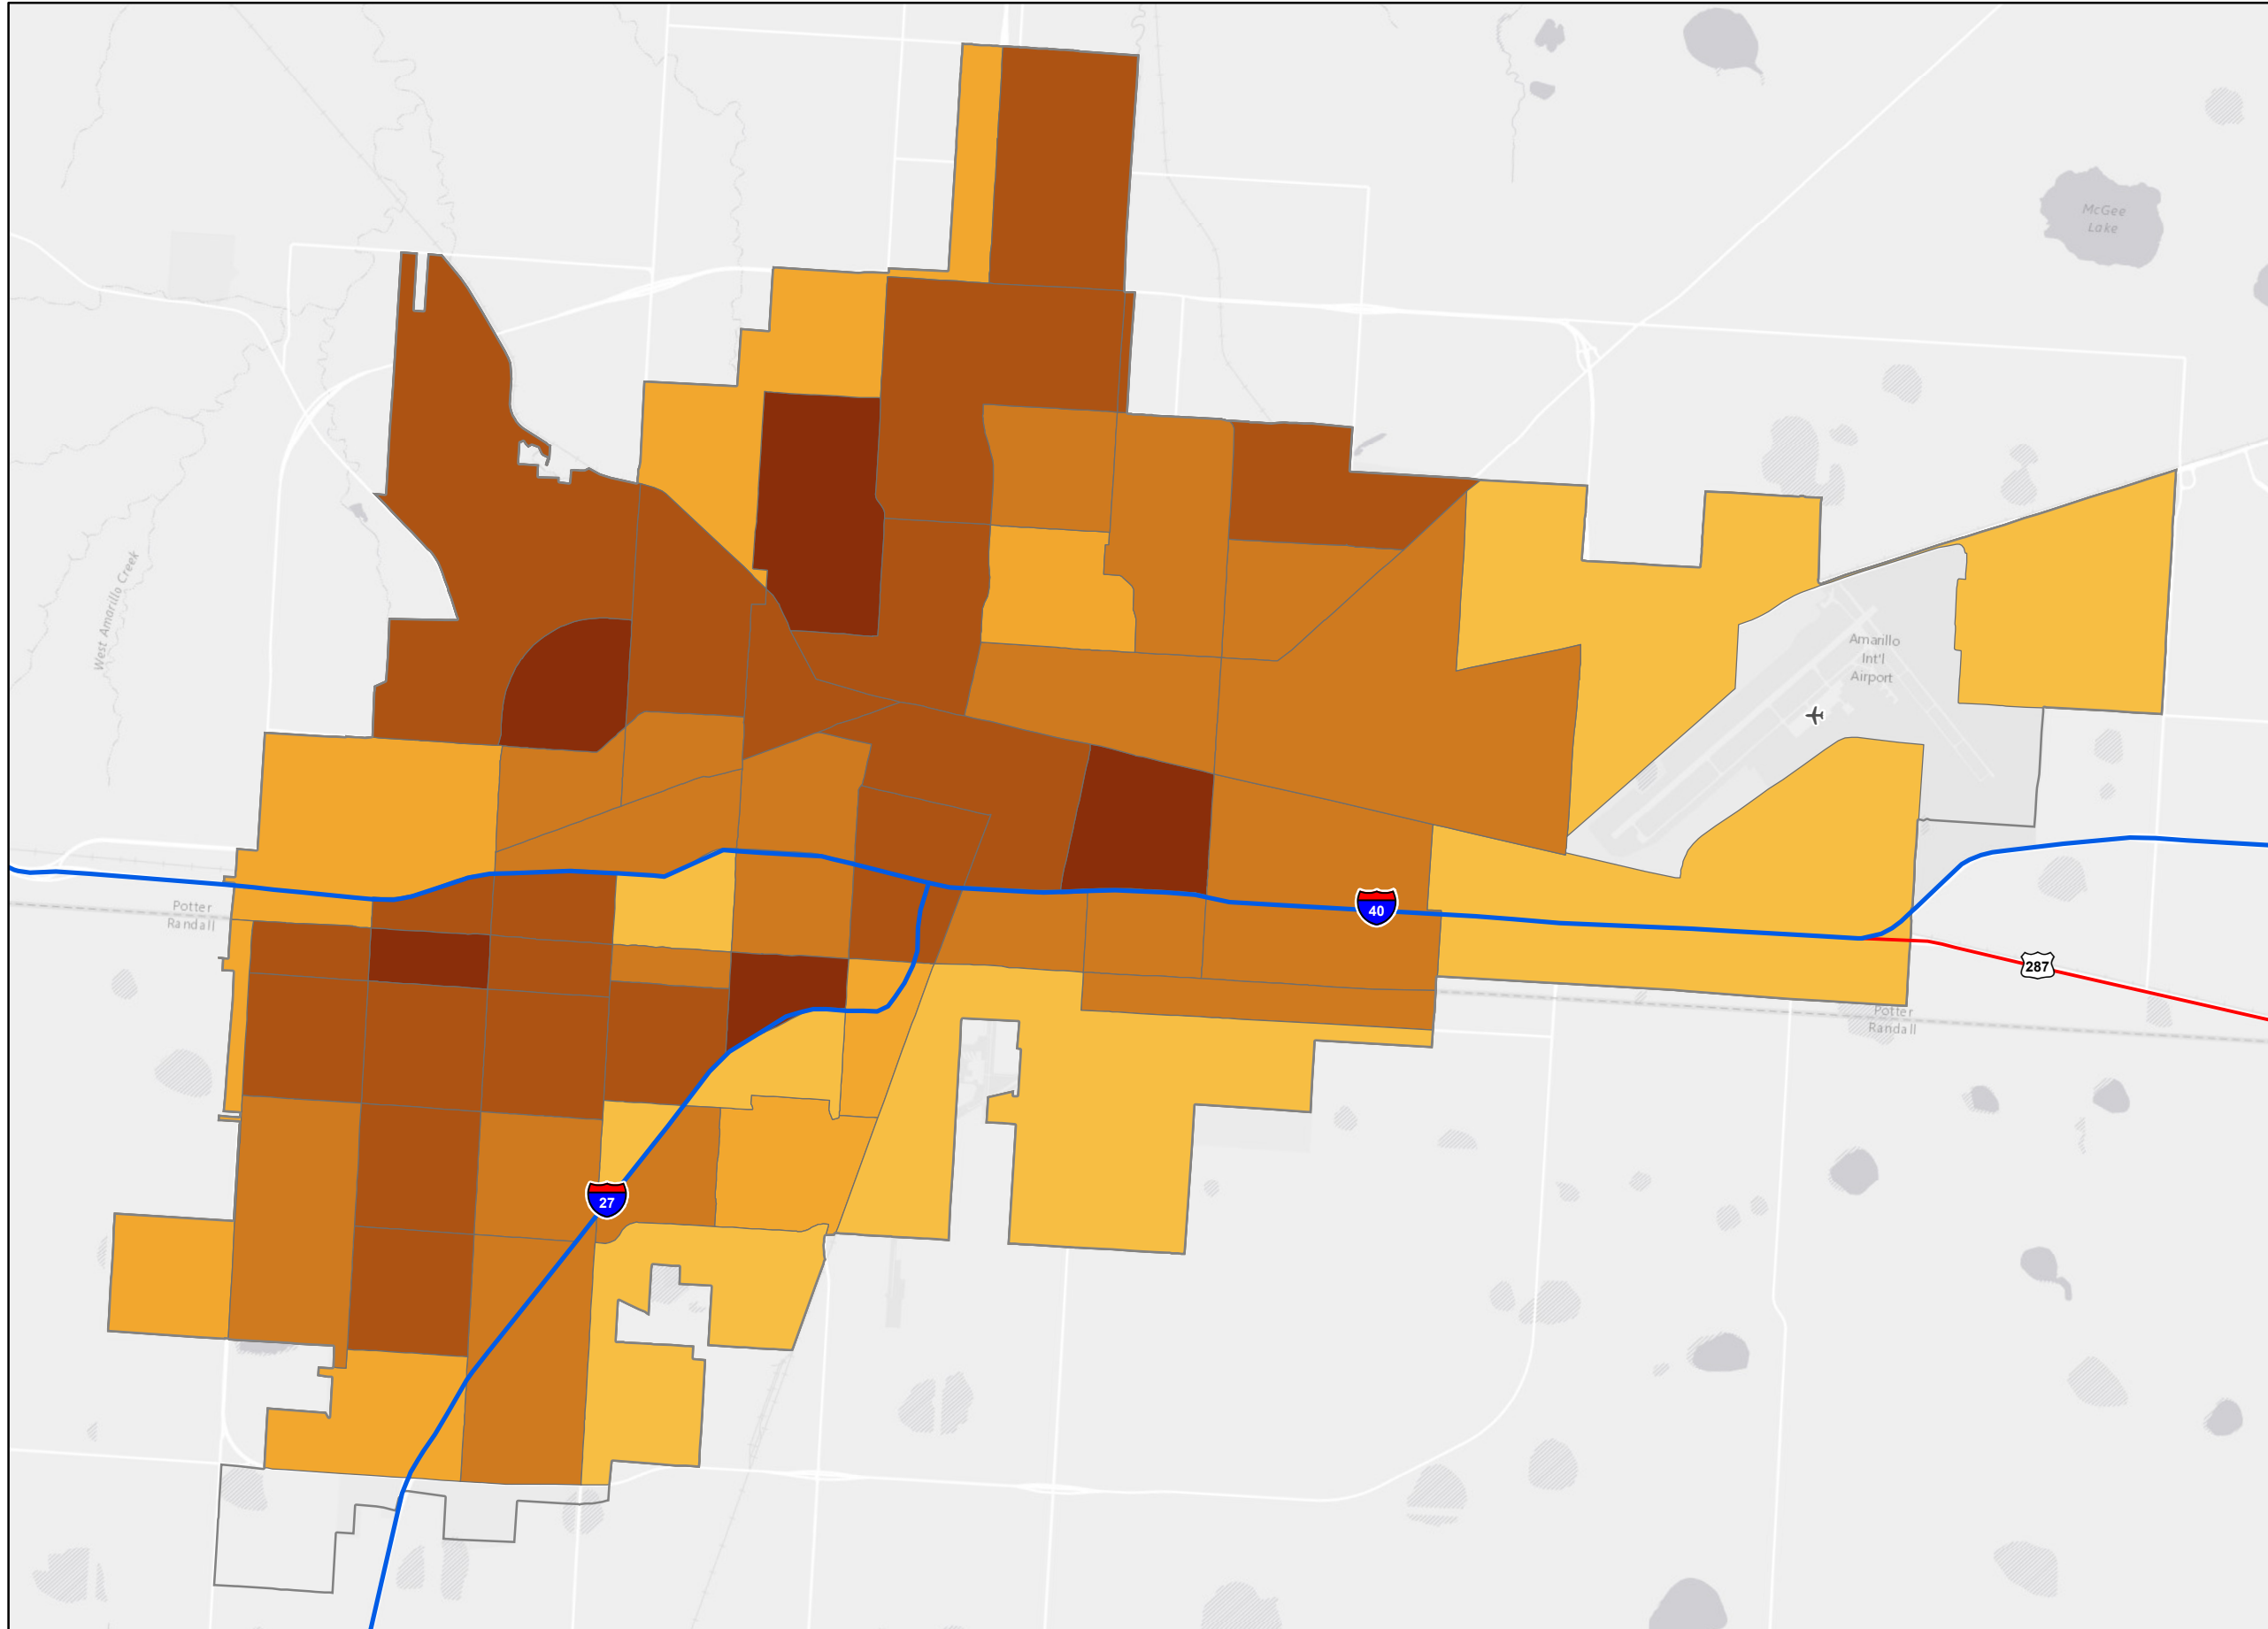 McGee
Lake
West Amarillo Creek
Amarillo
Int'l
Airport
Potter
Randall
40
287
Potter
Randall
27